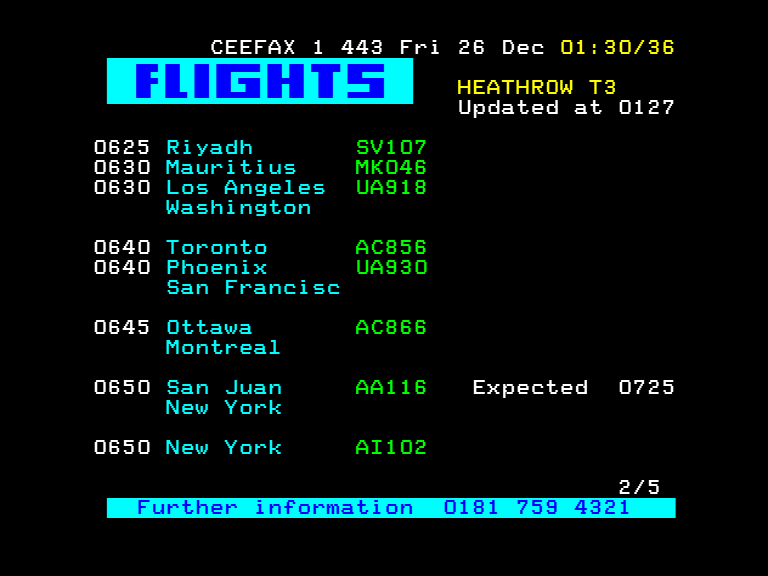 CEEFAX 1 443 Fri 26 Dec 01:30/36
FLIGHTS
HEATHROW T3
Updated at 0127
0625 Riyadh SV107
0630 Mauritius MK046
0630 Los Angeles UA918
Washington
0640 Toronto AC856
0640 Phoenix UA930
San Francisc
0645 Ottawa AC866
Montreal
0650 San Juan AA116 Expected 0725
New York
0650 New York AI102
2/5
Further information 0181 759 4321